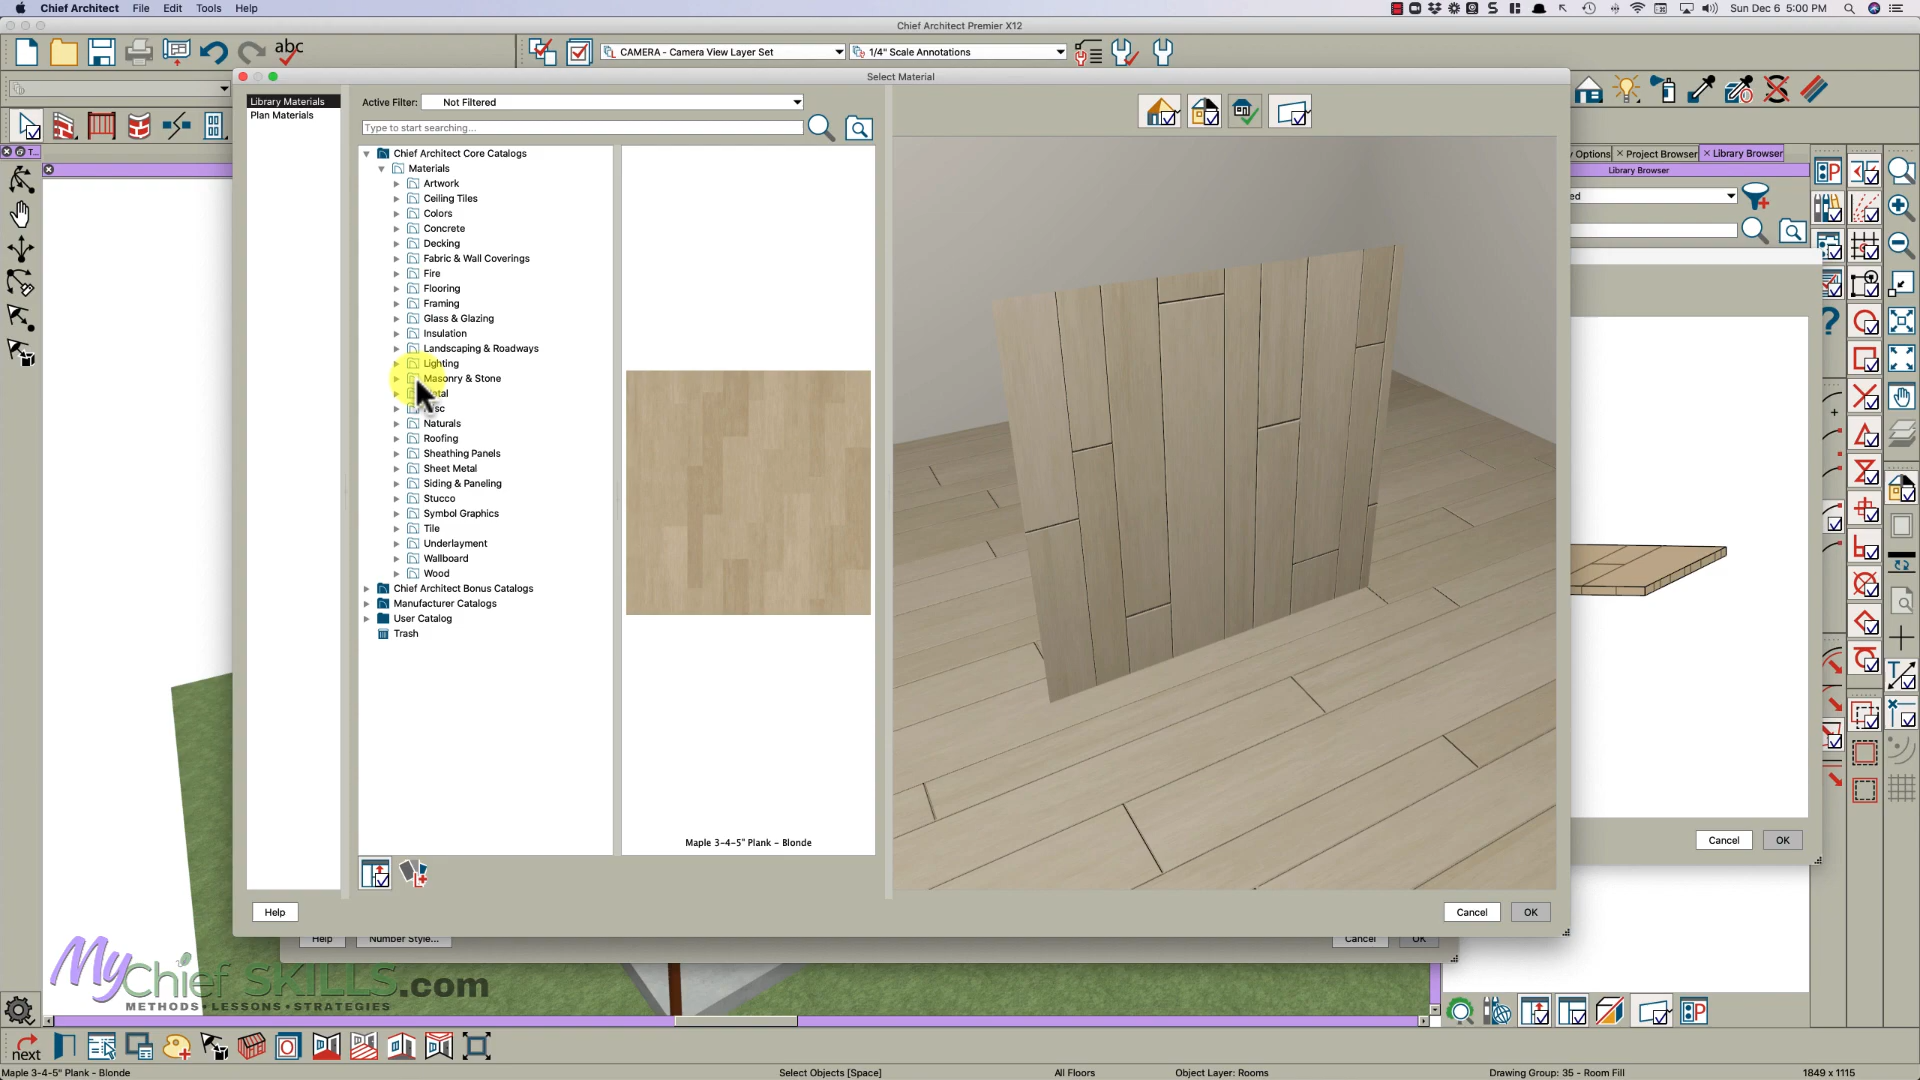 Chief Architect File Edit Tools Help
Sun Dec 6 5:00 PM
Chief Architect Premier X12
abc
CAMERA - Camera View Layer Set
1/4" Scale Annotations
Select Material
Library Materials
Plan Materials
Active Filter: Not Filtered
Type to start searching...
Chief Architect Core Catalogs
Materials
Artwork
Ceiling Tiles
Colors
Concrete
Decking
Fabric & Wall Coverings
Fire
Flooring
Framing
Glass & Glazing
Insulation
Landscaping & Roadways
Lighting
Masonry & Stone
Naturals
Roofing
Sheathing Panels
Sheet Metal
Siding & Paneling
Stucco
Symbol Graphics
Tile
Underlayment
Wallboard
Wood
Chief Architect Bonus Catalogs
Manufacturer Catalogs
User Catalog
Trash
Maple 3-4-5" Plank - Blonde
Help
Cancel OK
T...
Options Project Browser Library Browser
Library Browser
ed
Cancel OK
Help Number Style... Cancel OK
MyChief SKILLS.com
METHODS • LESSONS • STRATEGIES
next
Maple 3-4-5" Plank - Blonde
Select Objects [Space]
All Floors
Object Layer: Rooms
Drawing Group: 35 - Room Fill
1849 x 1115